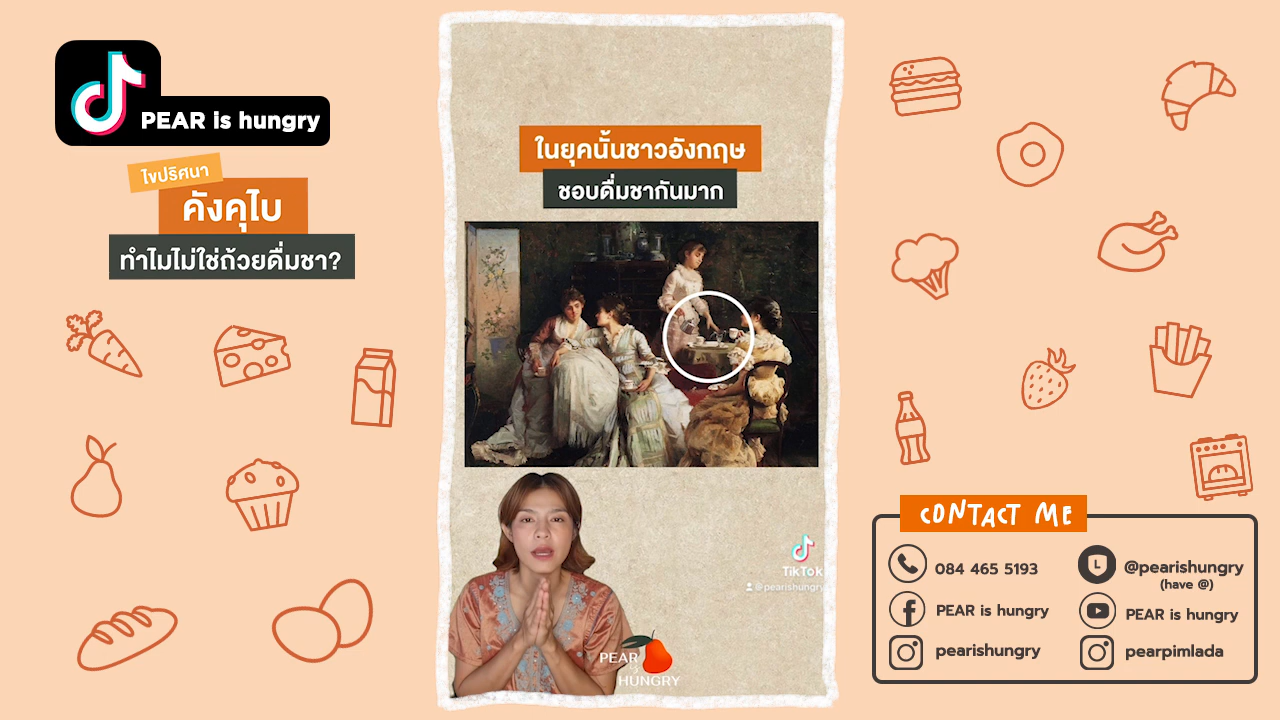 PEAR is hungry
ไขปริศนา
คังคุไบ
ทำไมไม่ใช่ถ้วยดื่มชา?
ในยุคนั้นชาวอังกฤษ
ชอบดื่มชากันมาก
TikTok
@pearishungry
PEAR
is
HUNGRY
CONTACT ME
084 465 5193
@pearishungry
(have @)
PEAR is hungry
PEAR is hungry
pearishungry
pearpimlada